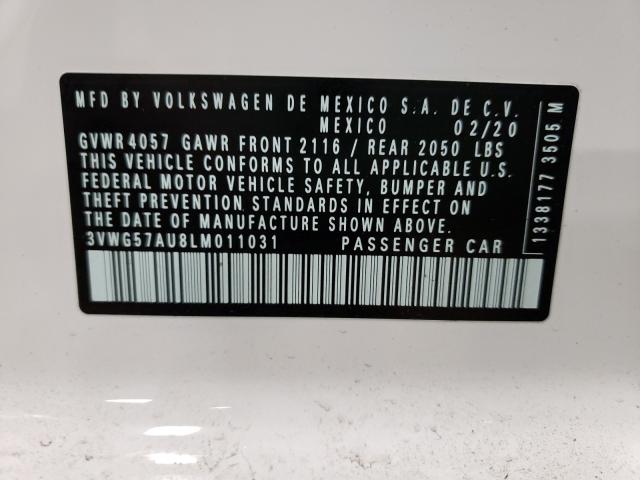 MFD BY VOLKSWAGEN DE MEXICO S.A. DE C.V.
MEXICO 02/20
GVWR 4057 GAWR FRONT 2116 / REAR 2050 LBS
THIS VEHICLE CONFORMS TO ALL APPLICABLE U.S.
FEDERAL MOTOR VEHICLE SAFETY, BUMPER AND
THEFT PREVENTION STANDARDS IN EFFECT ON
THE DATE OF MANUFACTURE SHOWN ABOVE.
3VWG57AU8LM011031 PASSENGER CAR
1338177 3505 M